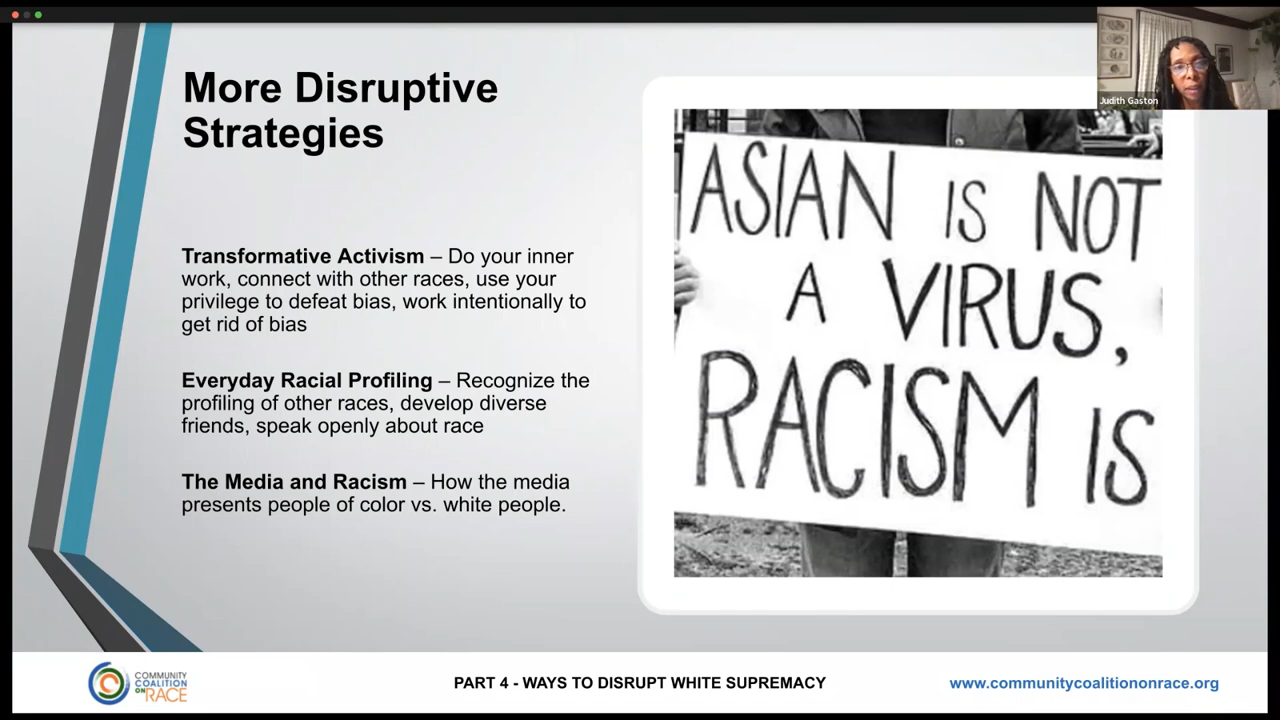 Judith Gaston
More Disruptive
Strategies
Transformative Activism – Do your inner
work, connect with other races, use your
privilege to defeat bias, work intentionally to
get rid of bias
Everyday Racial Profiling – Recognize the
profiling of other races, develop diverse
friends, speak openly about race
The Media and Racism – How the media
presents people of color vs. white people.
ASIAN IS NOT
A VIRUS,
RACISM IS
COMMUNITY
COALITION
ON RACE
PART 4 - WAYS TO DISRUPT WHITE SUPREMACY
www.communitycoalitiononrace.org